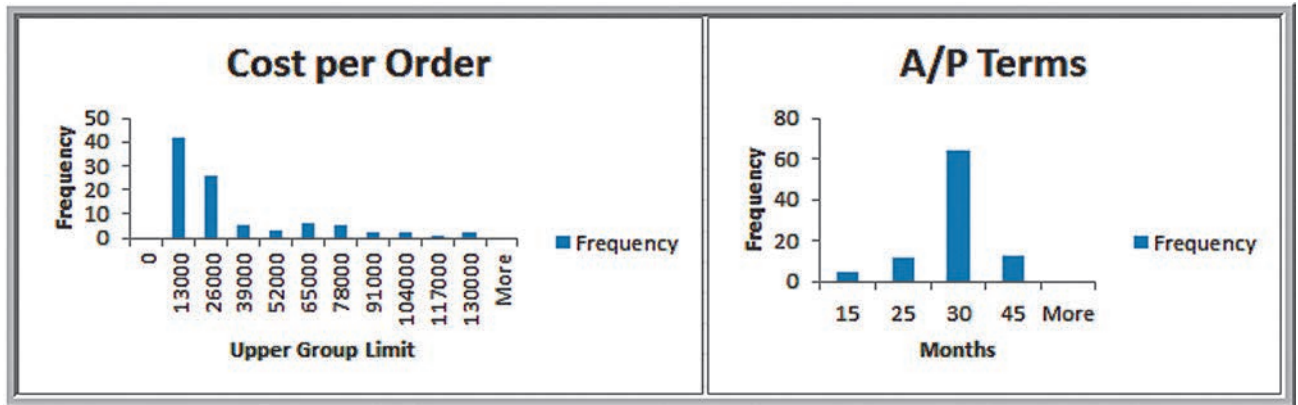 Cost per Order
Frequency
50
40
30
20
10
0
0
13000
26000
39000
52000
65000
78000
91000
104000
117000
130000
More
Upper Group Limit
Frequency
A/P Terms
Frequency
80
60
40
20
0
15 25 30 45 More
Months
Frequency